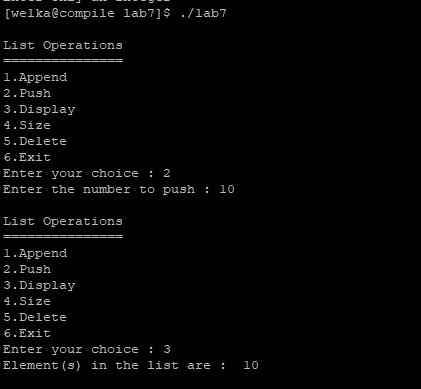 [welka@compile lab7]$ ./lab7
List Operations
===============
1.Append
2.Push
3.Display
4.Size
5.Delete
6.Exit
Enter your choice : 2
Enter the number to push : 10
List Operations
===============
1.Append
2.Push
3.Display
4.Size
5.Delete
6.Exit
Enter your choice : 3
Element(s) in the list are :  10